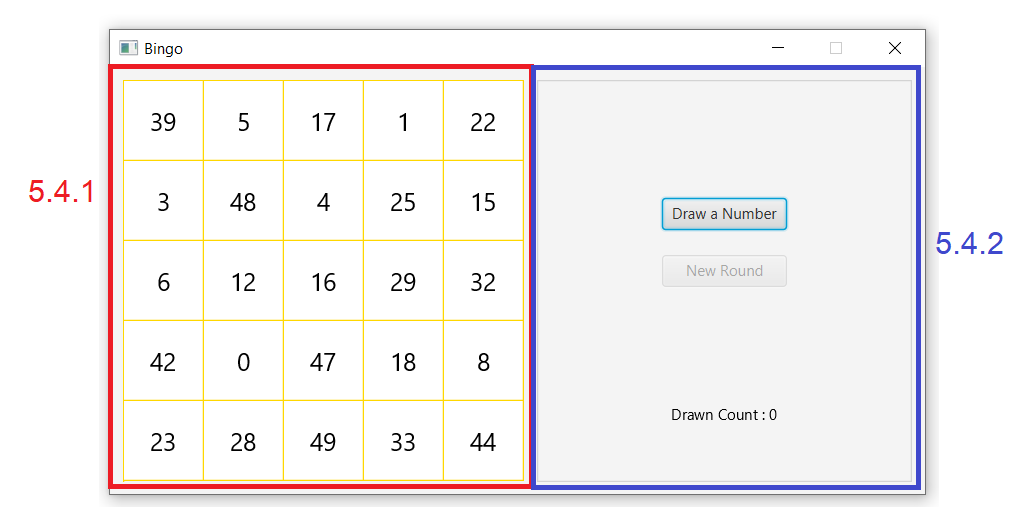 Bingo
39 5 17 1 22
5.4.1
3 48 4 25 15
Draw a Number
5.4.2
6 12 16 29 32
New Round
42 0 47 18 8
Drawn Count : 0
23 28 49 33 44